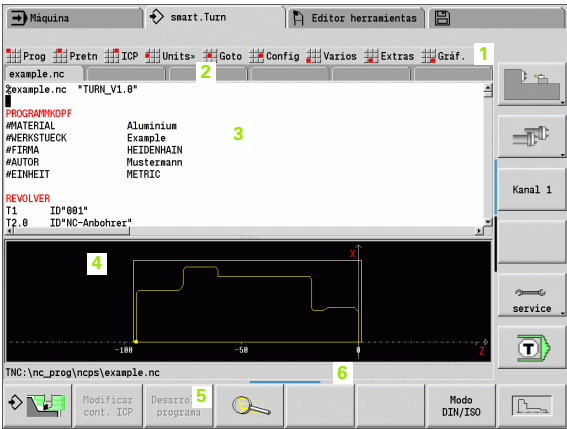 Máquina
smart.Turn
Editor herramientas
Prog Pretn ICP Units» Goto Config Varios Extras Gráf. 1
example.nc 2
%example.nc "TURN_V1.0"
PROGRAMMKOPF
#MATERIAL Aluminium
#WERKSTUECK Example 3
#FIRMA HEIDENHAIN
#AUTOR Mustermann
#EINHEIT METRIC
REVOLVER
T1 ID"001"
T2.0 ID"NC-Anbohrer"
Kanal 1
service
T
4
X
-100 -50 0 Z
TNC:\nc_prog\ncps\example.nc 6
Modificar
cont. ICP
5
programa
Modo
DIN/ISO